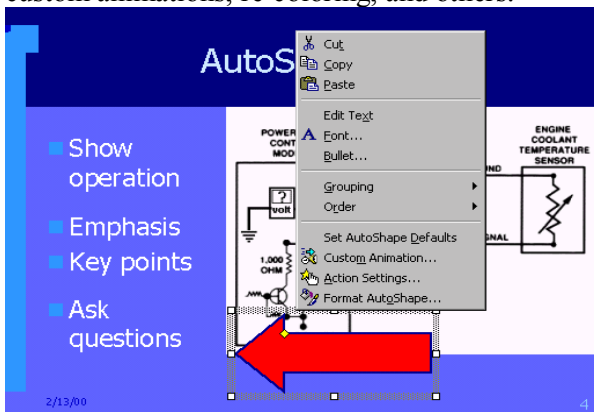 custom animations, re-coloring, and others.
AutoS
Cut
Copy
Paste
Edit Text
Font...
Bullet...
Grouping
Order
Set AutoShape Defaults
Custom Animation...
Action Settings...
Format AutoShape...
Show
operation
Emphasis
Key points
Ask
questions
POWER
CONT
MOD
?
volt
1,000
OHM
ND
NAL
ENGINE
COOLANT
TEMPERATURE
SENSOR
2/13/00
4